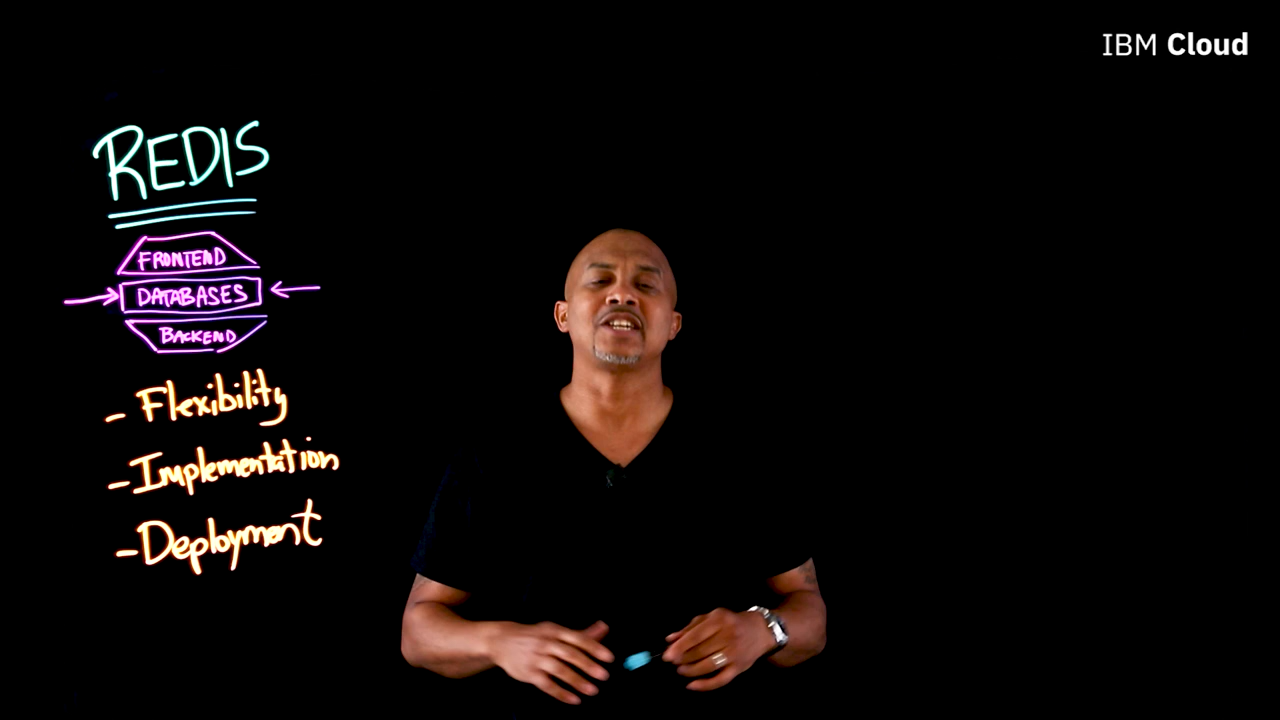 IBM Cloud
REDIS
FRONTEND
DATABASES
BACKEND
- Flexibility
- Implementation
- Deployment